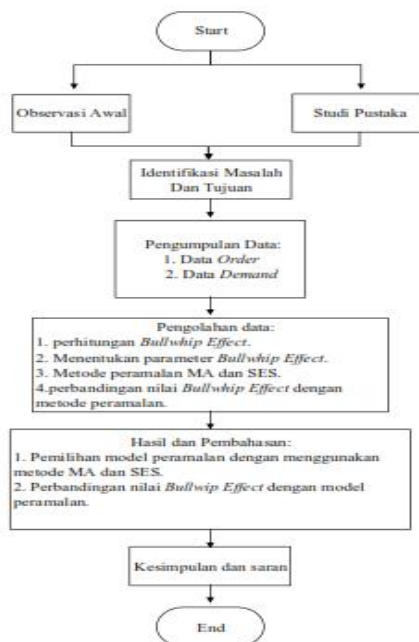 Start
Observasi Awal
Studi Pustaka
Identifikasi Masalah
Dan Tujuan
Pengumpulan Data:
1. Data Order
2. Data Demand
Pengolahan data:
1. perhitungan Bullwhip Effect.
2. Menentukan parameter Bullwhip Effect.
3. Metode peramalan MA dan SES.
4.perbandingan nilai Bullwhip Effect dengan
metode peramalan.
Hasil dan Pembahasan:
1. Pemilihan model peramalan dengan menggunakan
metode MA dan SES.
2. Perbandingan nilai Bullwip Effect dengan model
peramalan.
Kesimpulan dan saran
End